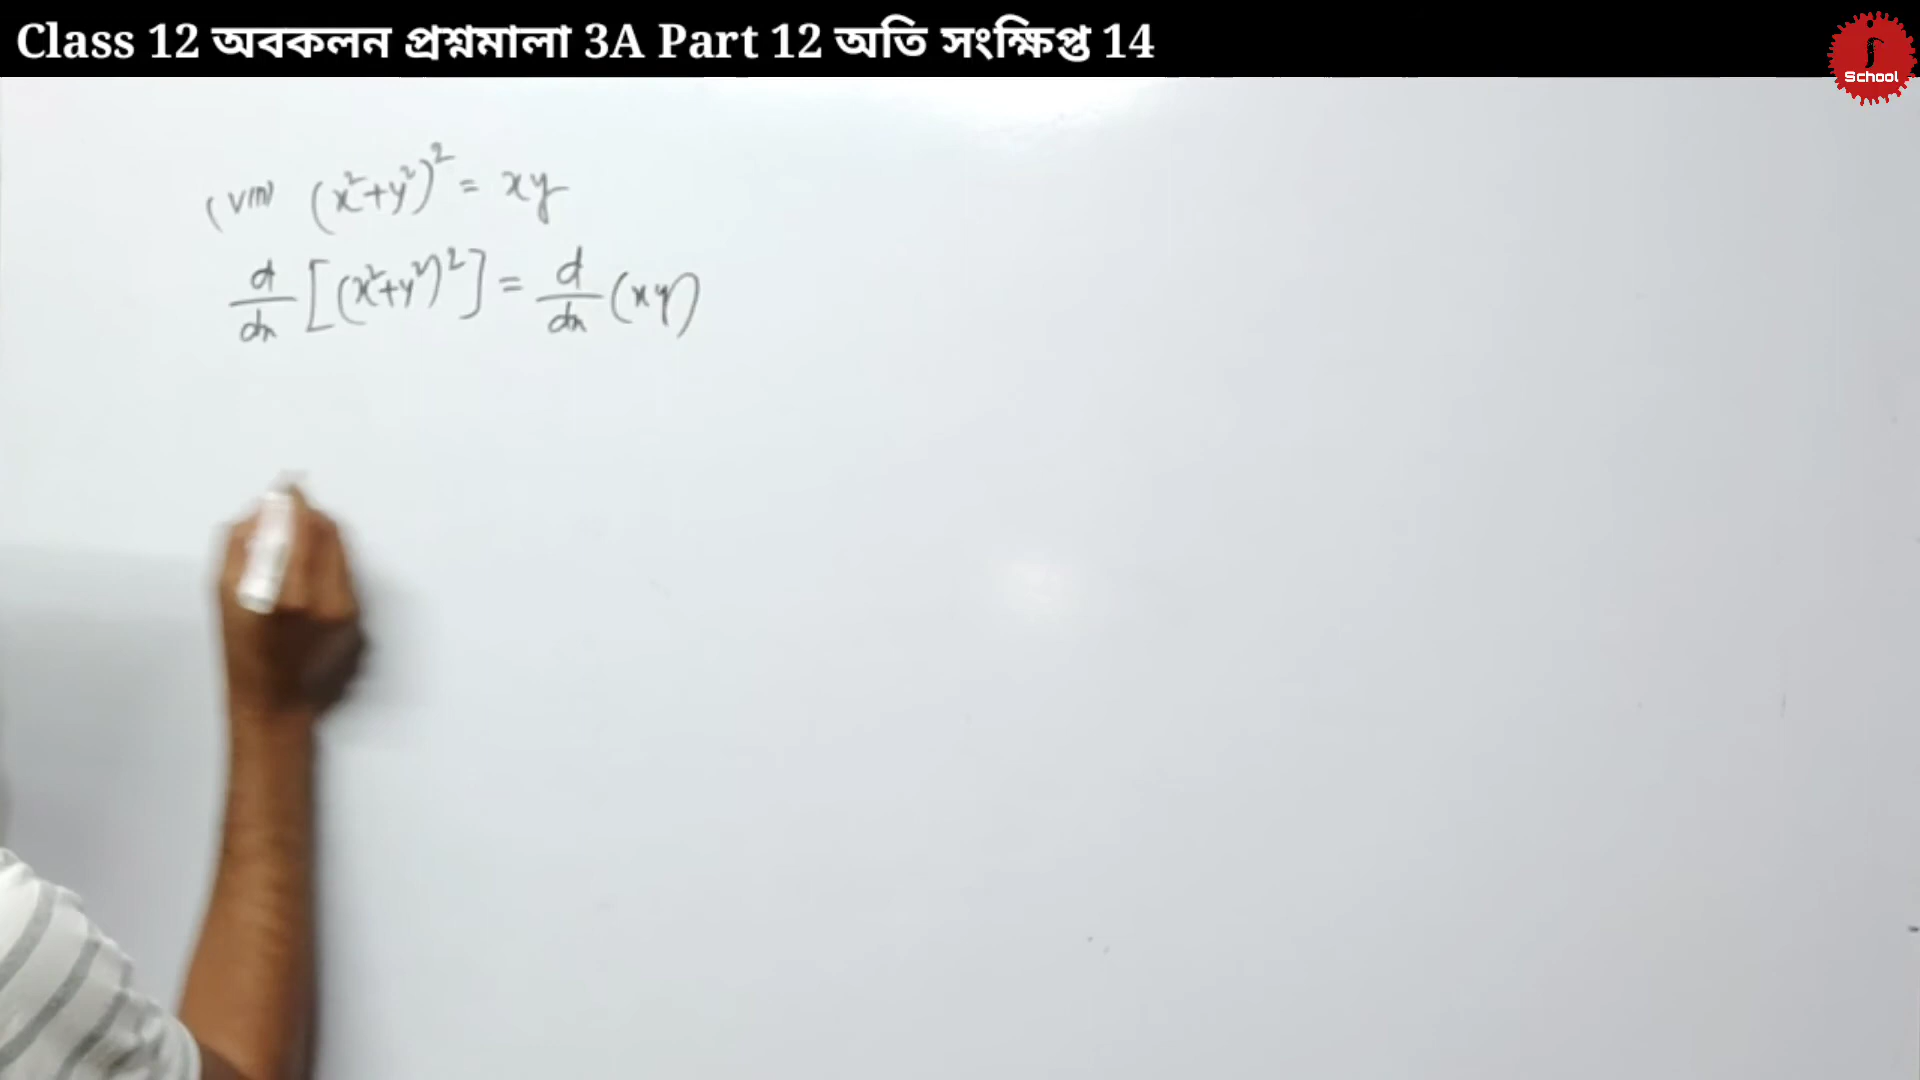 Class 12 অবকলন প্রশ্নমালা 3A Part 12 অতি সংক্ষিপ্ত 14
ʃ School
(VIII) (x²+y²)² = xy
d/dx [(x²+y²)²] = d/dx (xy)